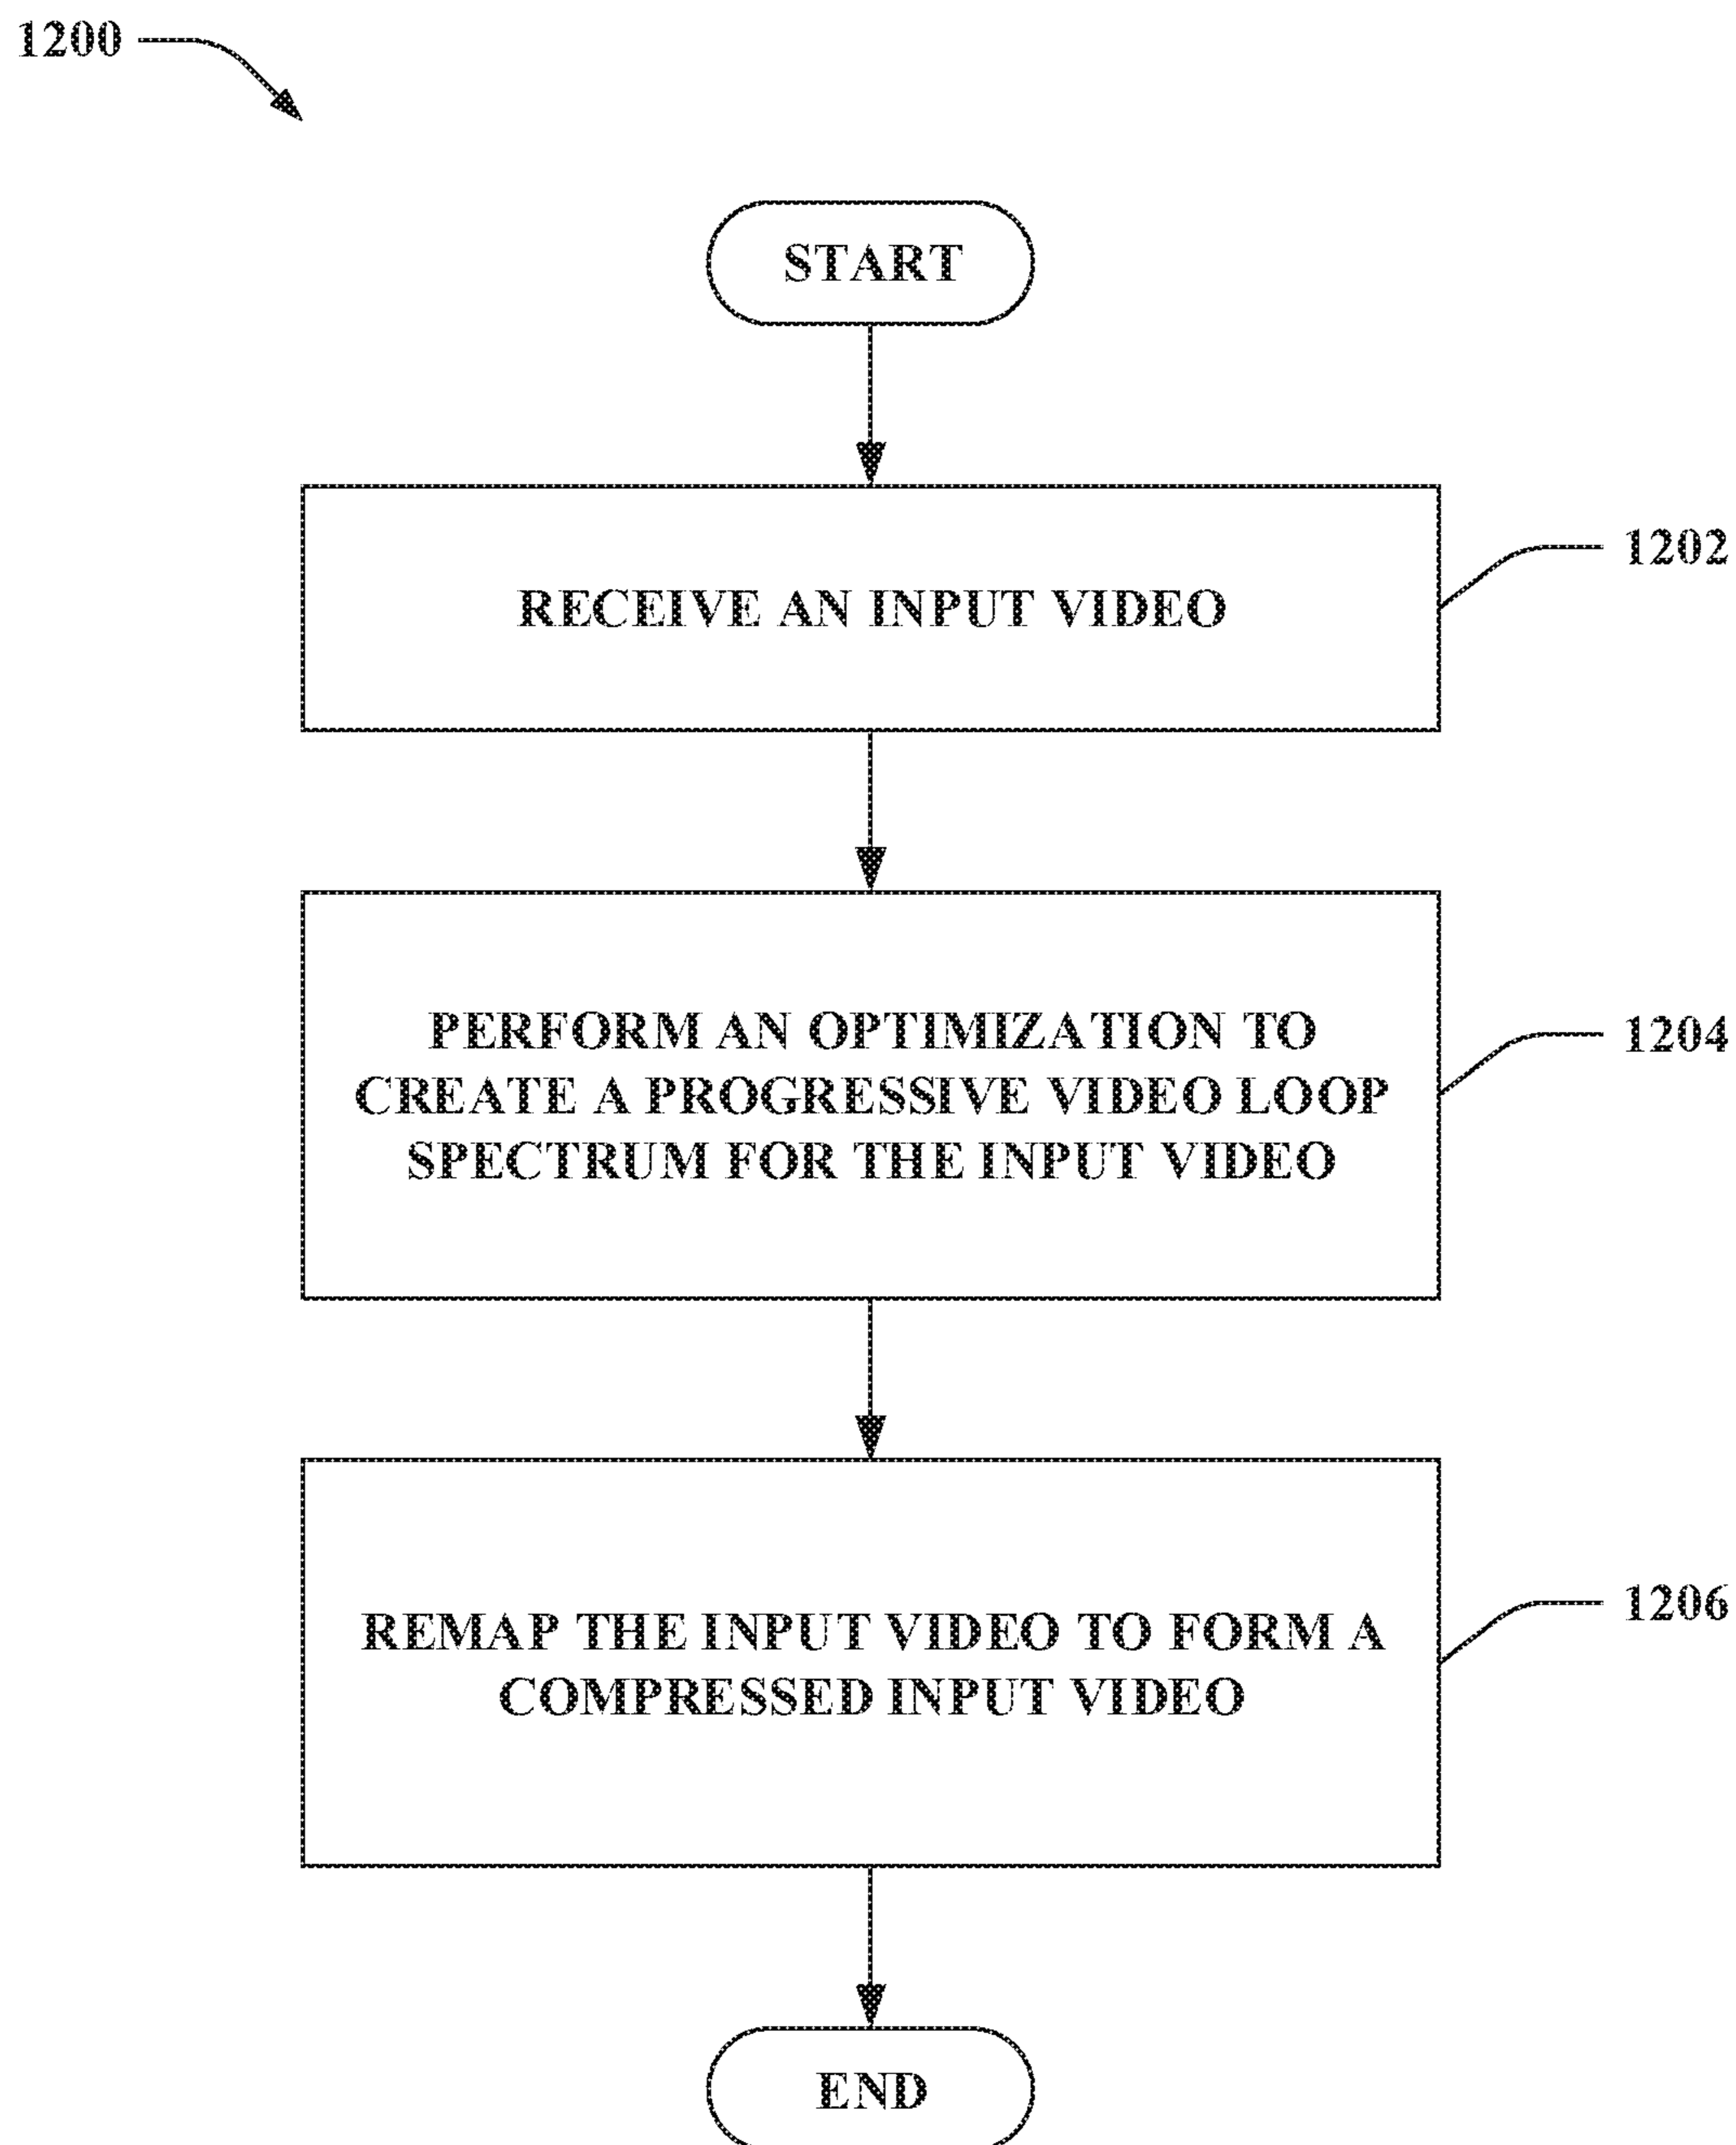 1200
START
RECEIVE AN INPUT VIDEO
1202
PERFORM AN OPTIMIZATION TO
CREATE A PROGRESSIVE VIDEO LOOP
SPECTRUM FOR THE INPUT VIDEO
1204
REMAP THE INPUT VIDEO TO FORM A
COMPRESSED INPUT VIDEO
1206
END